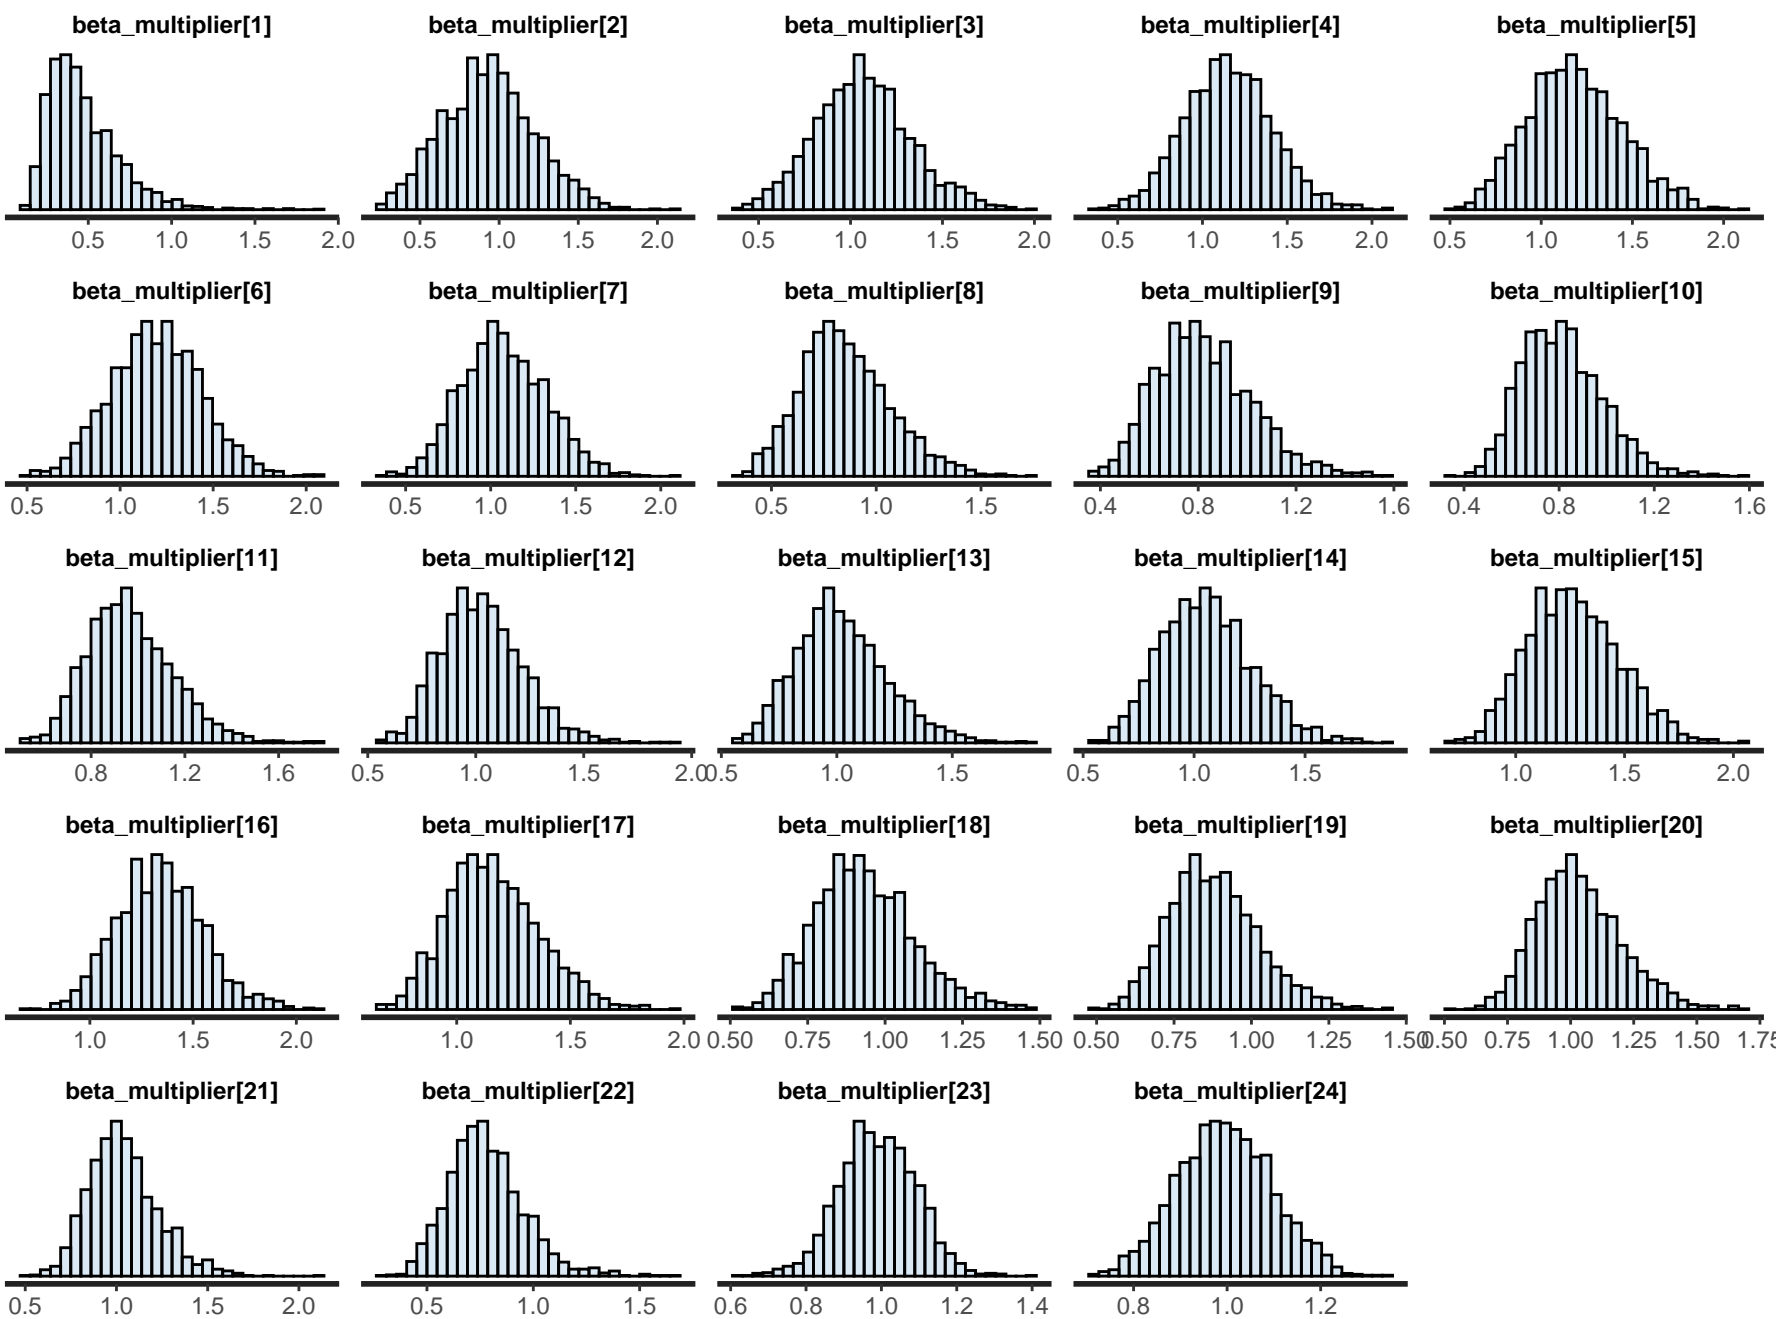 beta_multiplier[1] beta_multiplier[2] beta_multiplier[3] beta_multiplier[4] beta_multiplier[5]
0.5 1.0 1.5 2.0 0.5 1.0 1.5 2.0 0.5 1.0 1.5 2.0 0.5 1.0 1.5 2.0 0.5 1.0 1.5 2.0
beta_multiplier[6] beta_multiplier[7] beta_multiplier[8] beta_multiplier[9] beta_multiplier[10]
0.5 1.0 1.5 2.0 0.5 1.0 1.5 2.0 0.5 1.0 1.5 0.4 0.8 1.2 1.6 0.4 0.8 1.2 1.6
beta_multiplier[11] beta_multiplier[12] beta_multiplier[13] beta_multiplier[14] beta_multiplier[15]
0.8 1.2 1.6 0.5 1.0 1.5 2.0 0.5 1.0 1.5 0.5 1.0 1.5 1.0 1.5 2.0
beta_multiplier[16] beta_multiplier[17] beta_multiplier[18] beta_multiplier[19] beta_multiplier[20]
1.0 1.5 2.0 1.0 1.5 2.0 0.50 0.75 1.00 1.25 1.50 0.50 0.75 1.00 1.25 1.50 0.50 0.75 1.00 1.25 1.50 1.75
beta_multiplier[21] beta_multiplier[22] beta_multiplier[23] beta_multiplier[24]
0.5 1.0 1.5 2.0 0.5 1.0 1.5 0.6 0.8 1.0 1.2 1.4 0.8 1.0 1.2